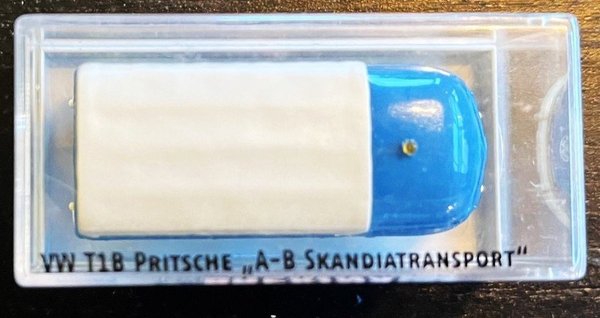 VW T1B PRITSCHE „A-B SKANDIATRANSPORT“